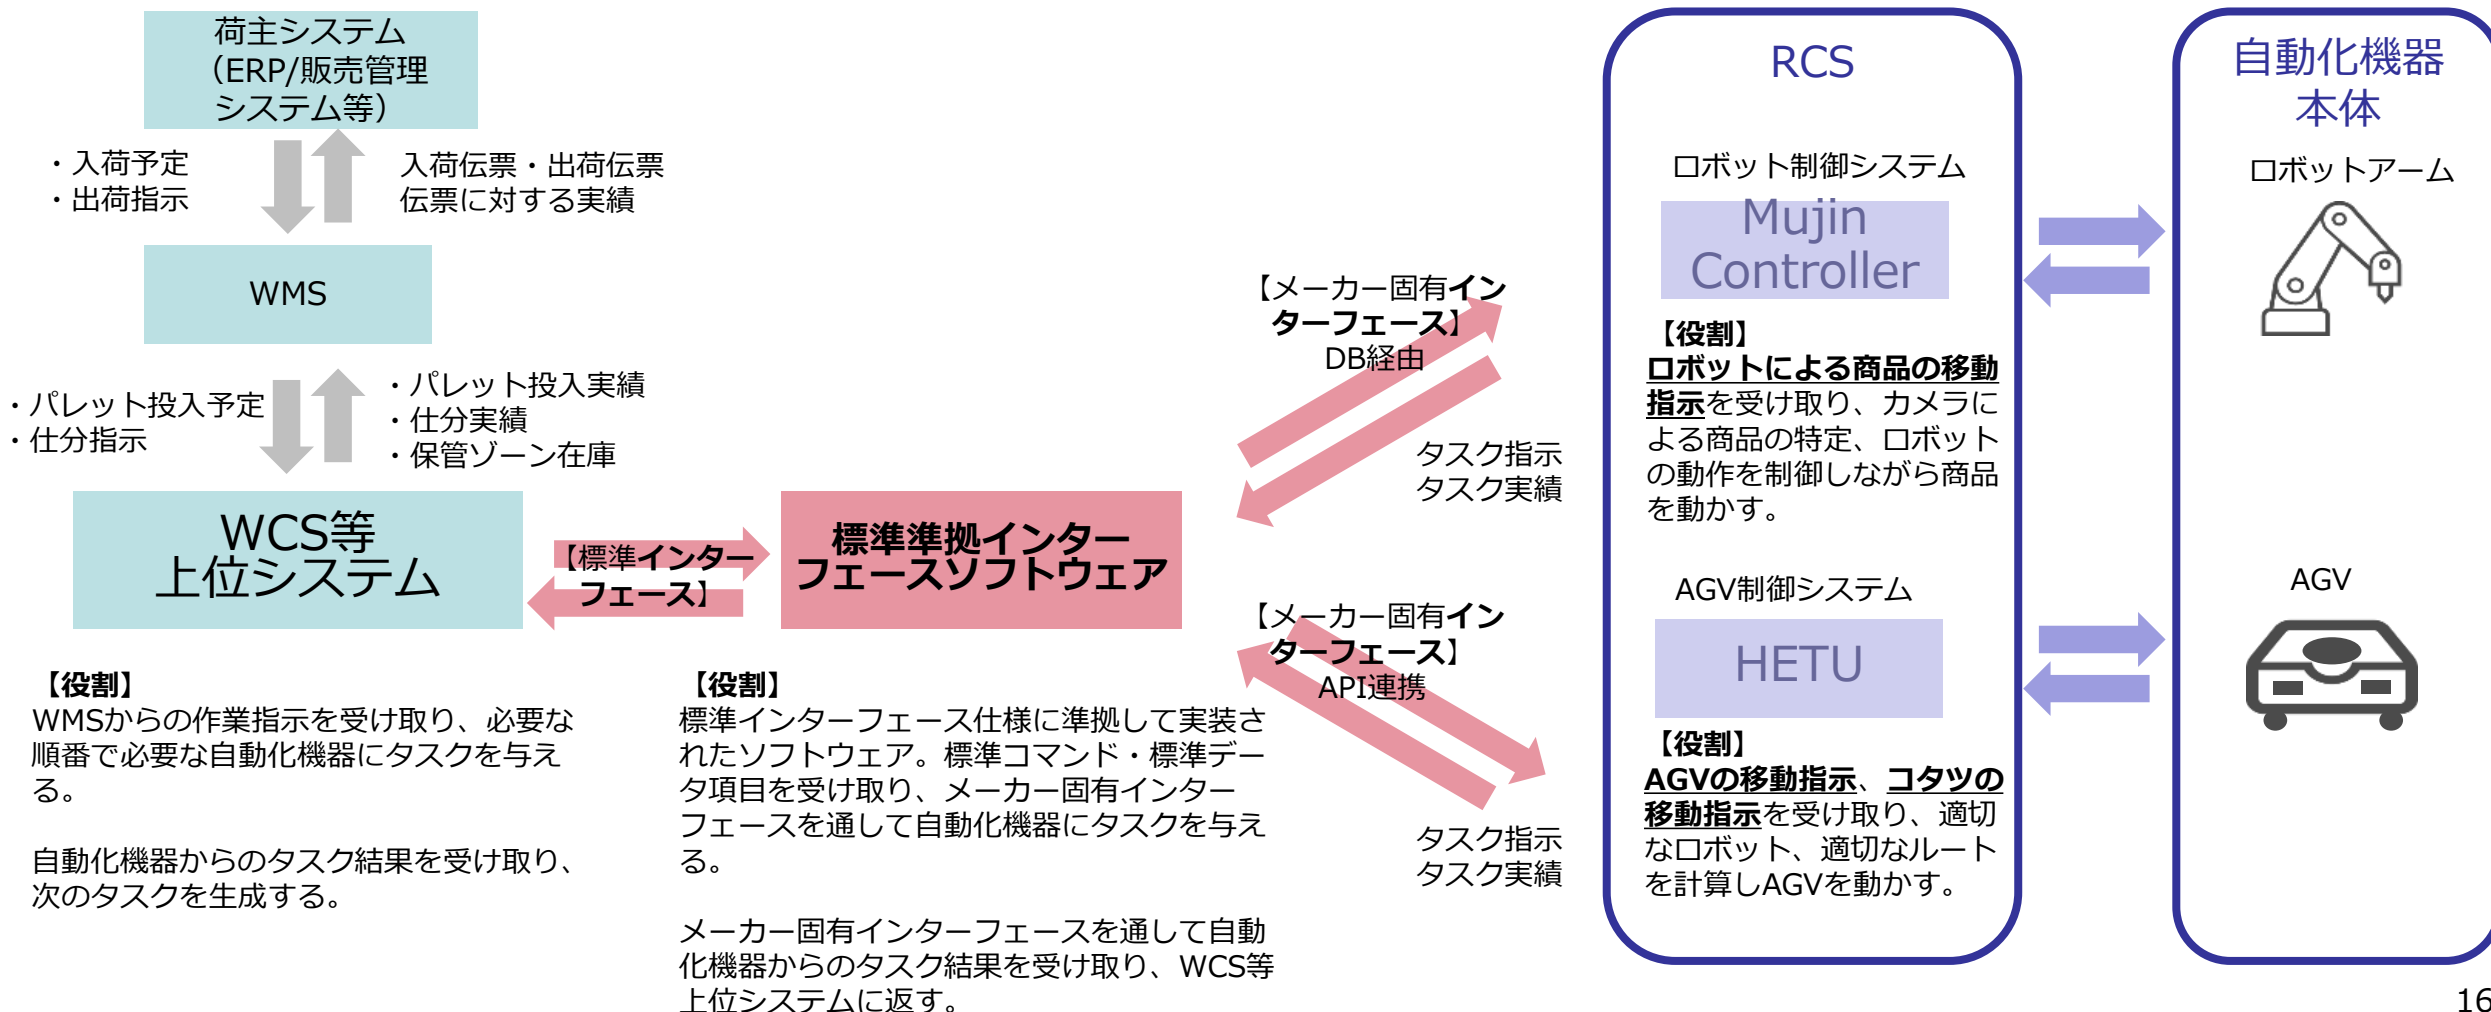 荷主システム
（ERP/販売管理
システム等）
・入荷予定
・出荷指示
入荷伝票・出荷伝票
伝票に対する実績
WMS
・パレット投入予定
・仕分指示
・パレット投入実績
・仕分実績
・保管ゾーン在庫
WCS等
上位システム
【標準インター
フェース】
標準準拠インター
フェースソフトウェア
【役割】
WMSからの作業指示を受け取り、必要な
順番で必要な自動化機器にタスクを与え
る。
自動化機器からのタスク結果を受け取り、
次のタスクを生成する。
【役割】
標準インターフェース仕様に準拠して実装さ
れたソフトウェア。標準コマンド・標準デー
タ項目を受け取り、メーカー固有インター
フェースを通して自動化機器にタスクを与え
る。
メーカー固有インターフェースを通して自動
化機器からのタスク結果を受け取り、WCS等
上位システムに返す。
【メーカー固有イン
ターフェース】
DB経由
タスク指示
タスク実績
【メーカー固有イン
ターフェース】
API連携
タスク指示
タスク実績
RCS
ロボット制御システム
Mujin
Controller
【役割】
ロボットによる商品の移動
指示を受け取り、カメラに
よる商品の特定、ロボット
の動作を制御しながら商品
を動かす。
AGV制御システム
HETU
【役割】
AGVの移動指示、コタツの
移動指示を受け取り、適切
なロボット、適切なルート
を計算しAGVを動かす。
自動化機器
本体
ロボットアーム
AGV
16